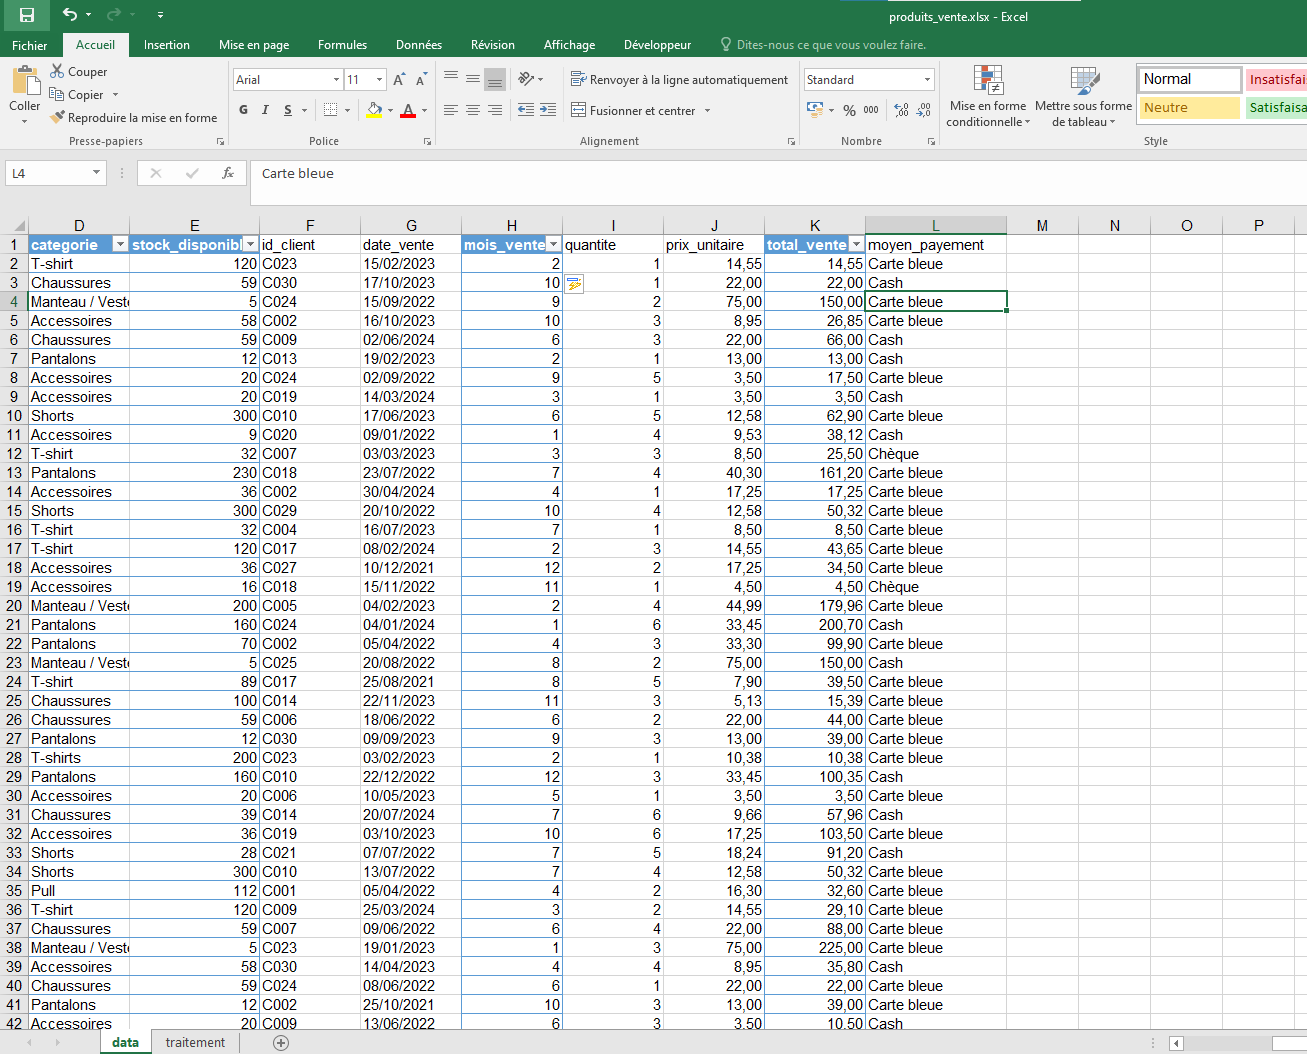 produits_vente.xlsx - Excel
Fichier Accueil Insertion Mise en page Formules Données Révision Affichage Développeur Dites-nous ce que vous voulez faire.
Coller
Couper
Copier
Reproduire la mise en forme
Presse-papiers
Arial 11
G I S
Police
Renvoyer à la ligne automatiquement
Fusionner et centrer
Alignement
Standard
% 000
Nombre
Mise en forme conditionnelle
Mettre sous forme de tableau
Normal Insatisfai
Neutre Satisfaisa
Style
L4 fx Carte bleue
D E F G H I J K L M N O P
1 categorie stock_disponibl id_client date_vente mois_vente quantite prix_unitaire total_vente moyen_payement
2 T-shirt 120 C023 15/02/2023 2 1 14,55 14,55 Carte bleue
3 Chaussures 59 C030 17/10/2023 10 1 22,00 22,00 Cash
4 Manteau / Veste 5 C024 15/09/2022 9 2 75,00 150,00 Carte bleue
5 Accessoires 58 C002 16/10/2023 10 3 8,95 26,85 Carte bleue
6 Chaussures 59 C009 02/06/2024 6 3 22,00 66,00 Cash
7 Pantalons 12 C013 19/02/2023 2 1 13,00 13,00 Cash
8 Accessoires 20 C024 02/09/2022 9 5 3,50 17,50 Carte bleue
9 Accessoires 20 C019 14/03/2024 3 1 3,50 3,50 Cash
10 Shorts 300 C010 17/06/2023 6 5 12,58 62,90 Carte bleue
11 Accessoires 9 C020 09/01/2022 1 4 9,53 38,12 Cash
12 T-shirt 32 C007 03/03/2023 3 3 8,50 25,50 Chèque
13 Pantalons 230 C018 23/07/2022 7 4 40,30 161,20 Carte bleue
14 Accessoires 36 C002 30/04/2024 4 1 17,25 17,25 Carte bleue
15 Shorts 300 C029 20/10/2022 10 4 12,58 50,32 Carte bleue
16 T-shirt 32 C004 16/07/2023 7 1 8,50 8,50 Carte bleue
17 T-shirt 120 C017 08/02/2024 2 3 14,55 43,65 Carte bleue
18 Accessoires 36 C027 10/12/2021 12 2 17,25 34,50 Carte bleue
19 Accessoires 16 C018 15/11/2022 11 1 4,50 4,50 Chèque
20 Manteau / Veste 200 C005 04/02/2023 2 4 44,99 179,96 Carte bleue
21 Pantalons 160 C024 04/01/2024 1 6 33,45 200,70 Cash
22 Pantalons 70 C002 05/04/2022 4 3 33,30 99,90 Carte bleue
23 Manteau / Veste 5 C025 20/08/2022 8 2 75,00 150,00 Cash
24 T-shirt 89 C017 25/08/2021 8 5 7,90 39,50 Carte bleue
25 Chaussures 100 C014 22/11/2023 11 3 5,13 15,39 Carte bleue
26 Chaussures 59 C006 18/06/2022 6 2 22,00 44,00 Carte bleue
27 Pantalons 12 C030 09/09/2023 9 3 13,00 39,00 Carte bleue
28 T-shirts 200 C023 03/02/2023 2 1 10,38 10,38 Carte bleue
29 Pantalons 160 C010 22/12/2022 12 3 33,45 100,35 Cash
30 Accessoires 20 C006 10/05/2023 5 1 3,50 3,50 Carte bleue
31 Chaussures 39 C014 20/07/2024 7 6 9,66 57,96 Cash
32 Accessoires 36 C019 03/10/2023 10 6 17,25 103,50 Carte bleue
33 Shorts 28 C021 07/07/2022 7 5 18,24 91,20 Cash
34 Shorts 300 C010 13/07/2022 7 4 12,58 50,32 Carte bleue
35 Pull 112 C001 05/04/2022 4 2 16,30 32,60 Carte bleue
36 T-shirt 120 C009 25/03/2024 3 2 14,55 29,10 Carte bleue
37 Chaussures 59 C007 09/06/2022 6 4 22,00 88,00 Carte bleue
38 Manteau / Veste 5 C023 19/01/2023 1 3 75,00 225,00 Carte bleue
39 Accessoires 58 C030 14/04/2023 4 4 8,95 35,80 Cash
40 Chaussures 59 C024 08/06/2022 6 1 22,00 22,00 Carte bleue
41 Pantalons 12 C002 25/10/2021 10 3 13,00 39,00 Carte bleue
42 Accessoires 20 C009 13/06/2022 6 3 3,50 10,50 Cash
data traitement